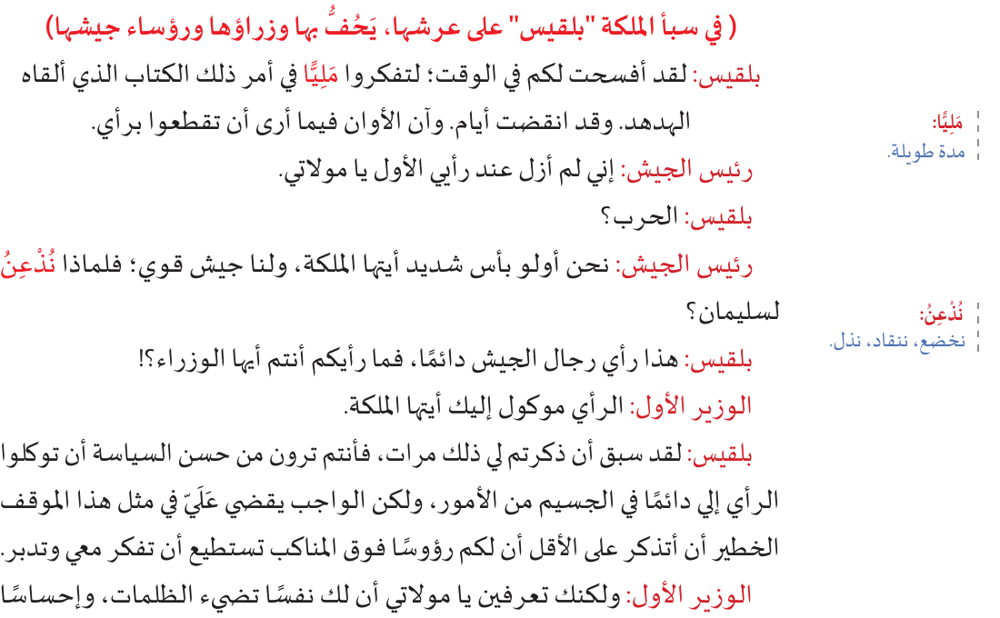 ( في سبأ الملكة "بلقيس" على عرشها، يَحُفُّ بها وزراؤها ورؤساء جيشها)
بلقيس: لقد أفسحت لكم في الوقت؛ لتفكروا مَلِيًّا في أمر ذلك الكتاب الذي ألقاه
الهدهد. وقد انقضت أيام. وآن الأوان فيما أرى أن تقطعوا برأي.
مَلِيًّا:
مدة طويلة.
رئيس الجيش: إني لم أزل عند رأيي الأول يا مولاتي.
بلقيس: الحرب؟
رئيس الجيش: نحن أولو بأس شديد أيتها الملكة، ولنا جيش قوي؛ فلماذا نُذْعِنُ
لسليمان؟
نُذْعِنُ:
نخضع، ننقاد، نذل.
بلقيس: هذا رأي رجال الجيش دائمًا، فما رأيكم أنتم أيها الوزراء؟!
الوزير الأول: الرأي موكول إليك أيتها الملكة.
بلقيس: لقد سبق أن ذكرتم لي ذلك مرات، فأنتم ترون من حسن السياسة أن توكلوا
الرأي إلي دائمًا في الجسيم من الأمور، ولكن الواجب يقضي عَلَيّ في مثل هذا الموقف
الخطير أن أتذكر على الأقل أن لكم رؤوسًا فوق المناكب تستطيع أن تفكر معي وتدبر.
الوزير الأول: ولكنك تعرفين يا مولاتي أن لك نفسًا تضيء الظلمات، وإحساسًا